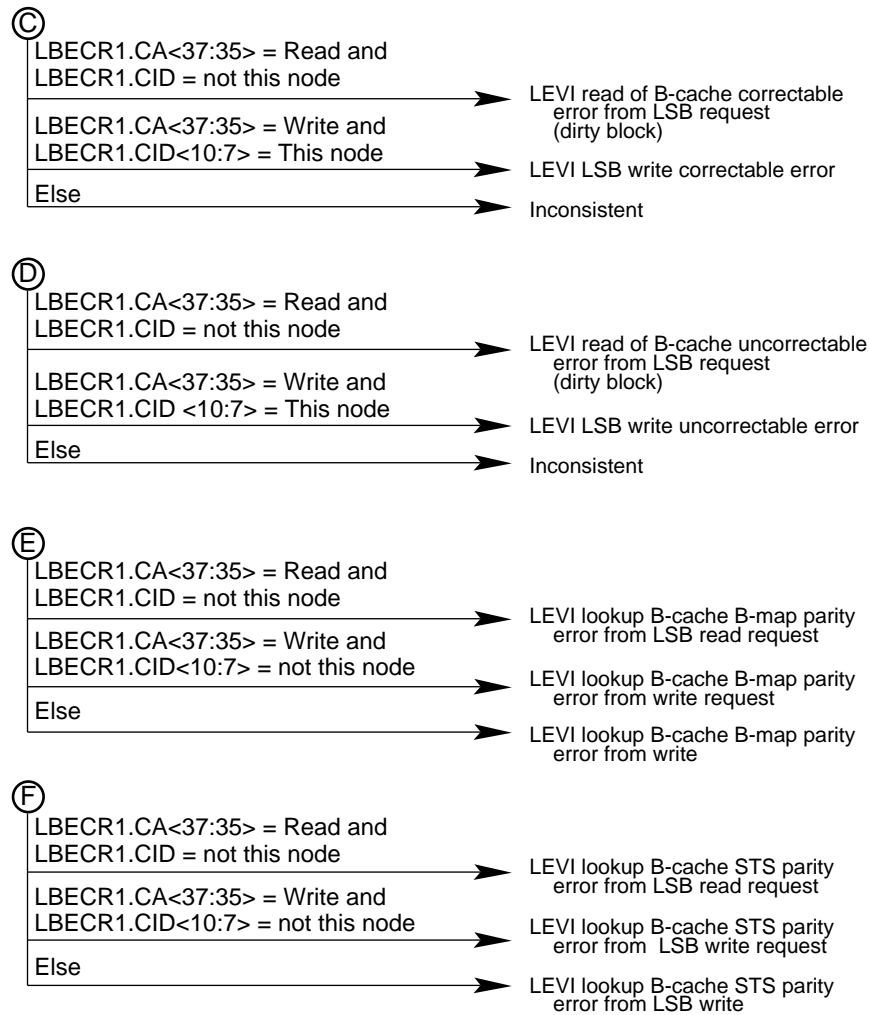 C
LBECR1.CA<37:35> = Read and
LBECR1.CID = not this node
LEVI read of B-cache correctable
error from LSB request
(dirty block)
LBECR1.CA<37:35> = Write and
LBECR1.CID<10:7> = This node
LEVI LSB write correctable error
Else
Inconsistent
D
LBECR1.CA<37:35> = Read and
LBECR1.CID = not this node
LEVI read of B-cache uncorrectable
error from LSB request
(dirty block)
LBECR1.CA<37:35> = Write and
LBECR1.CID <10:7> = This node
LEVI LSB write uncorrectable error
Else
Inconsistent
E
LBECR1.CA<37:35> = Read and
LBECR1.CID = not this node
LEVI lookup B-cache B-map parity
error from LSB read request
LBECR1.CA<37:35> = Write and
LBECR1.CID<10:7> = not this node
LEVI lookup B-cache B-map parity
error from write request
Else
LEVI lookup B-cache B-map parity
error from write
F
LBECR1.CA<37:35> = Read and
LBECR1.CID = not this node
LEVI lookup B-cache STS parity
error from LSB read request
LBECR1.CA<37:35> = Write and
LBECR1.CID<10:7> = not this node
LEVI lookup B-cache STS parity
error from  LSB write request
Else
LEVI lookup B-cache STS parity
error from LSB write